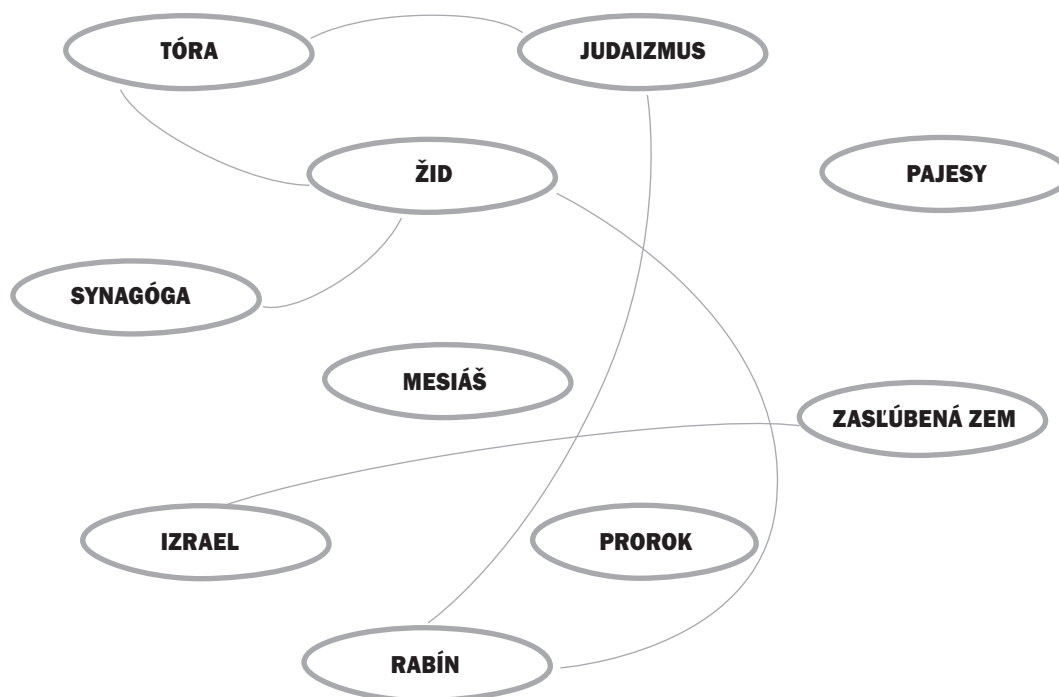 TÓRA
JUDAIZMUS
ŽID
PAJESY
SYNAGÓGA
MESIÁŠ
ZASĽÚBENÁ ZEM
IZRAEL
PROROK
RABÍN